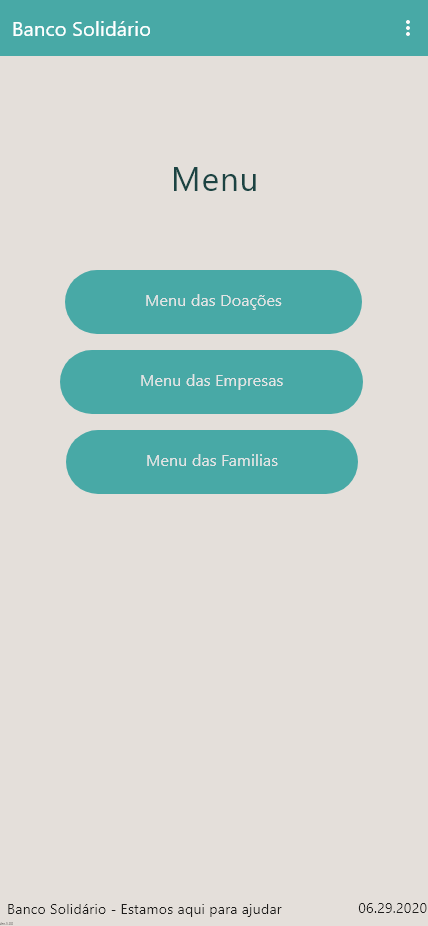 Banco Solidário
Menu
Menu das Doações
Menu das Empresas
Menu das Familias
Banco Solidário - Estamos aqui para ajudar
06.29.2020